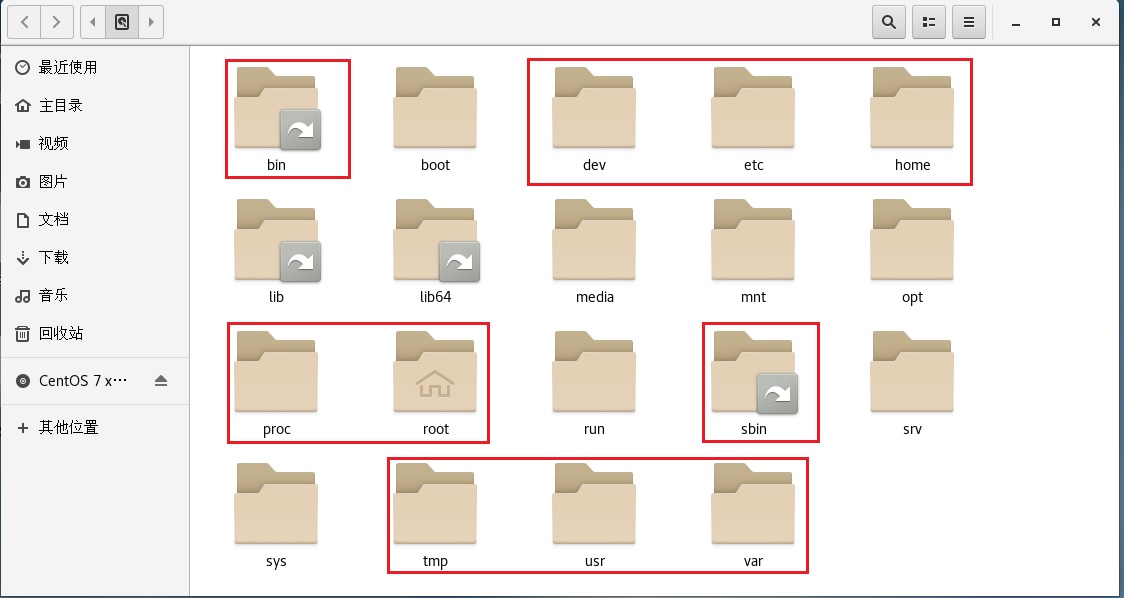 最近使用
主目录
视频
图片
文档
下载
音乐
回收站
CentOS 7 x···
其他位置
bin boot dev etc home
lib lib64 media mnt opt
proc root run sbin srv
sys tmp usr var